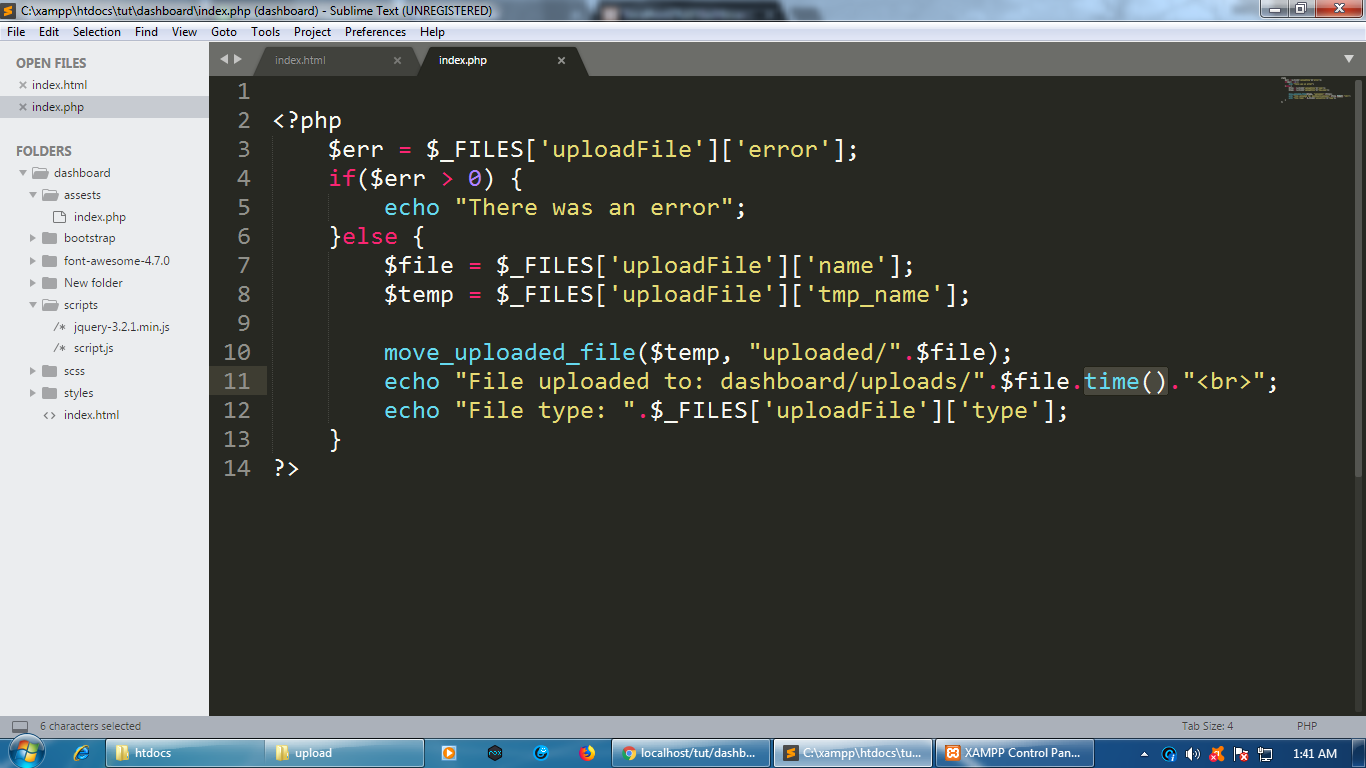 C:\xampp\htdocs\tut\dashboard\index.php (dashboard) - Sublime Text (UNREGISTERED)
File Edit Selection Find View Goto Tools Project Preferences Help
OPEN FILES
index.html
index.php
FOLDERS
dashboard
assests
index.php
bootstrap
font-awesome-4.7.0
New folder
scripts
/* jquery-3.2.1.min.js
/* script.js
scss
styles
<> index.html
index.html × index.php ×
1
2 <?php
3 $err = $_FILES['uploadFile']['error'];
4 if($err > 0) {
5 echo "There was an error";
6 }else {
7 $file = $_FILES['uploadFile']['name'];
8 $temp = $_FILES['uploadFile']['tmp_name'];
9
10 move_uploaded_file($temp, "uploaded/".$file);
11 echo "File uploaded to: dashboard/uploads/".$file.time()."<br>";
12 echo "File type: ".$_FILES['uploadFile']['type'];
13 }
14 ?>
6 characters selected Tab Size: 4 PHP
htdocs upload localhost/tut/dashb... C:\xampp\htdocs\tu... XAMPP Control Pan... 1:41 AM